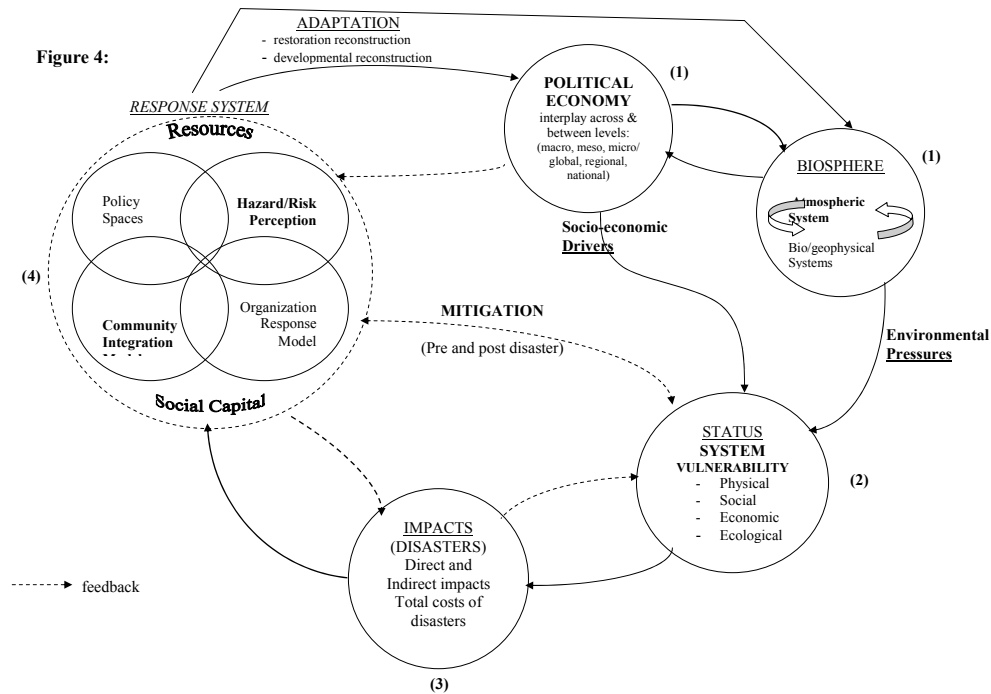 Figure 4:
ADAPTATION
- restoration reconstruction
- developmental reconstruction
RESPONSE SYSTEM
Resources
Policy
Spaces
Hazard/Risk
Perception
(4)
Community
Integration
Organization
Response
Model
Social Capital
POLITICAL
ECONOMY
interplay across &
between levels:
(macro, meso, micro/
global, regional,
national)
(1)
(1)
BIOSPHERE
Atmospheric
System
Bio/geophysical
Systems
Socio-economic
Drivers
MITIGATION
(Pre and post disaster)
Environmental
Pressures
STATUS
SYSTEM
VULNERABILITY
- Physical
- Social
- Economic
- Ecological
(2)
IMPACTS
(DISASTERS)
Direct and
Indirect impacts
Total costs of
disasters
(3)
feedback